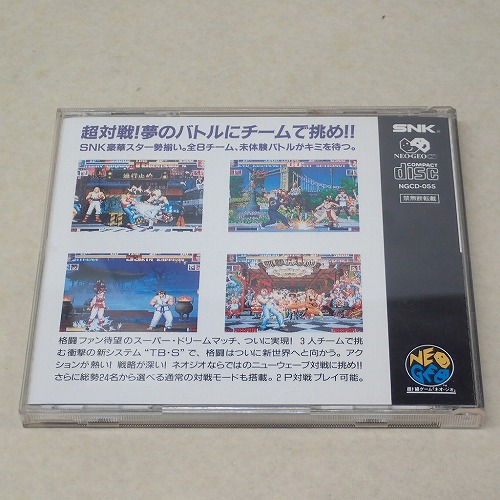 超対戦!夢のバトルにチームで挑め!!
SNK豪華スター勢揃い。全8チーム、未体験バトルがキミを待つ。
格闘ファン待望のスーパー・ドリームマッチ、ついに実現! 3人チームで挑
む衝撃の新システム“TB・S”で、格闘はついに新世界へと向かう。アク
ションが熱い! 戦略が深い! ネオジオならではのニューウェーブ対戦に挑め!!
さらに総勢24名から選べる通常の対戦モードも搭載。2P対戦プレイ可能。
SNK
NEO・GEO
COMPACT
disc
NGCD-055
禁無断転載
NEO
GEO
進行止め